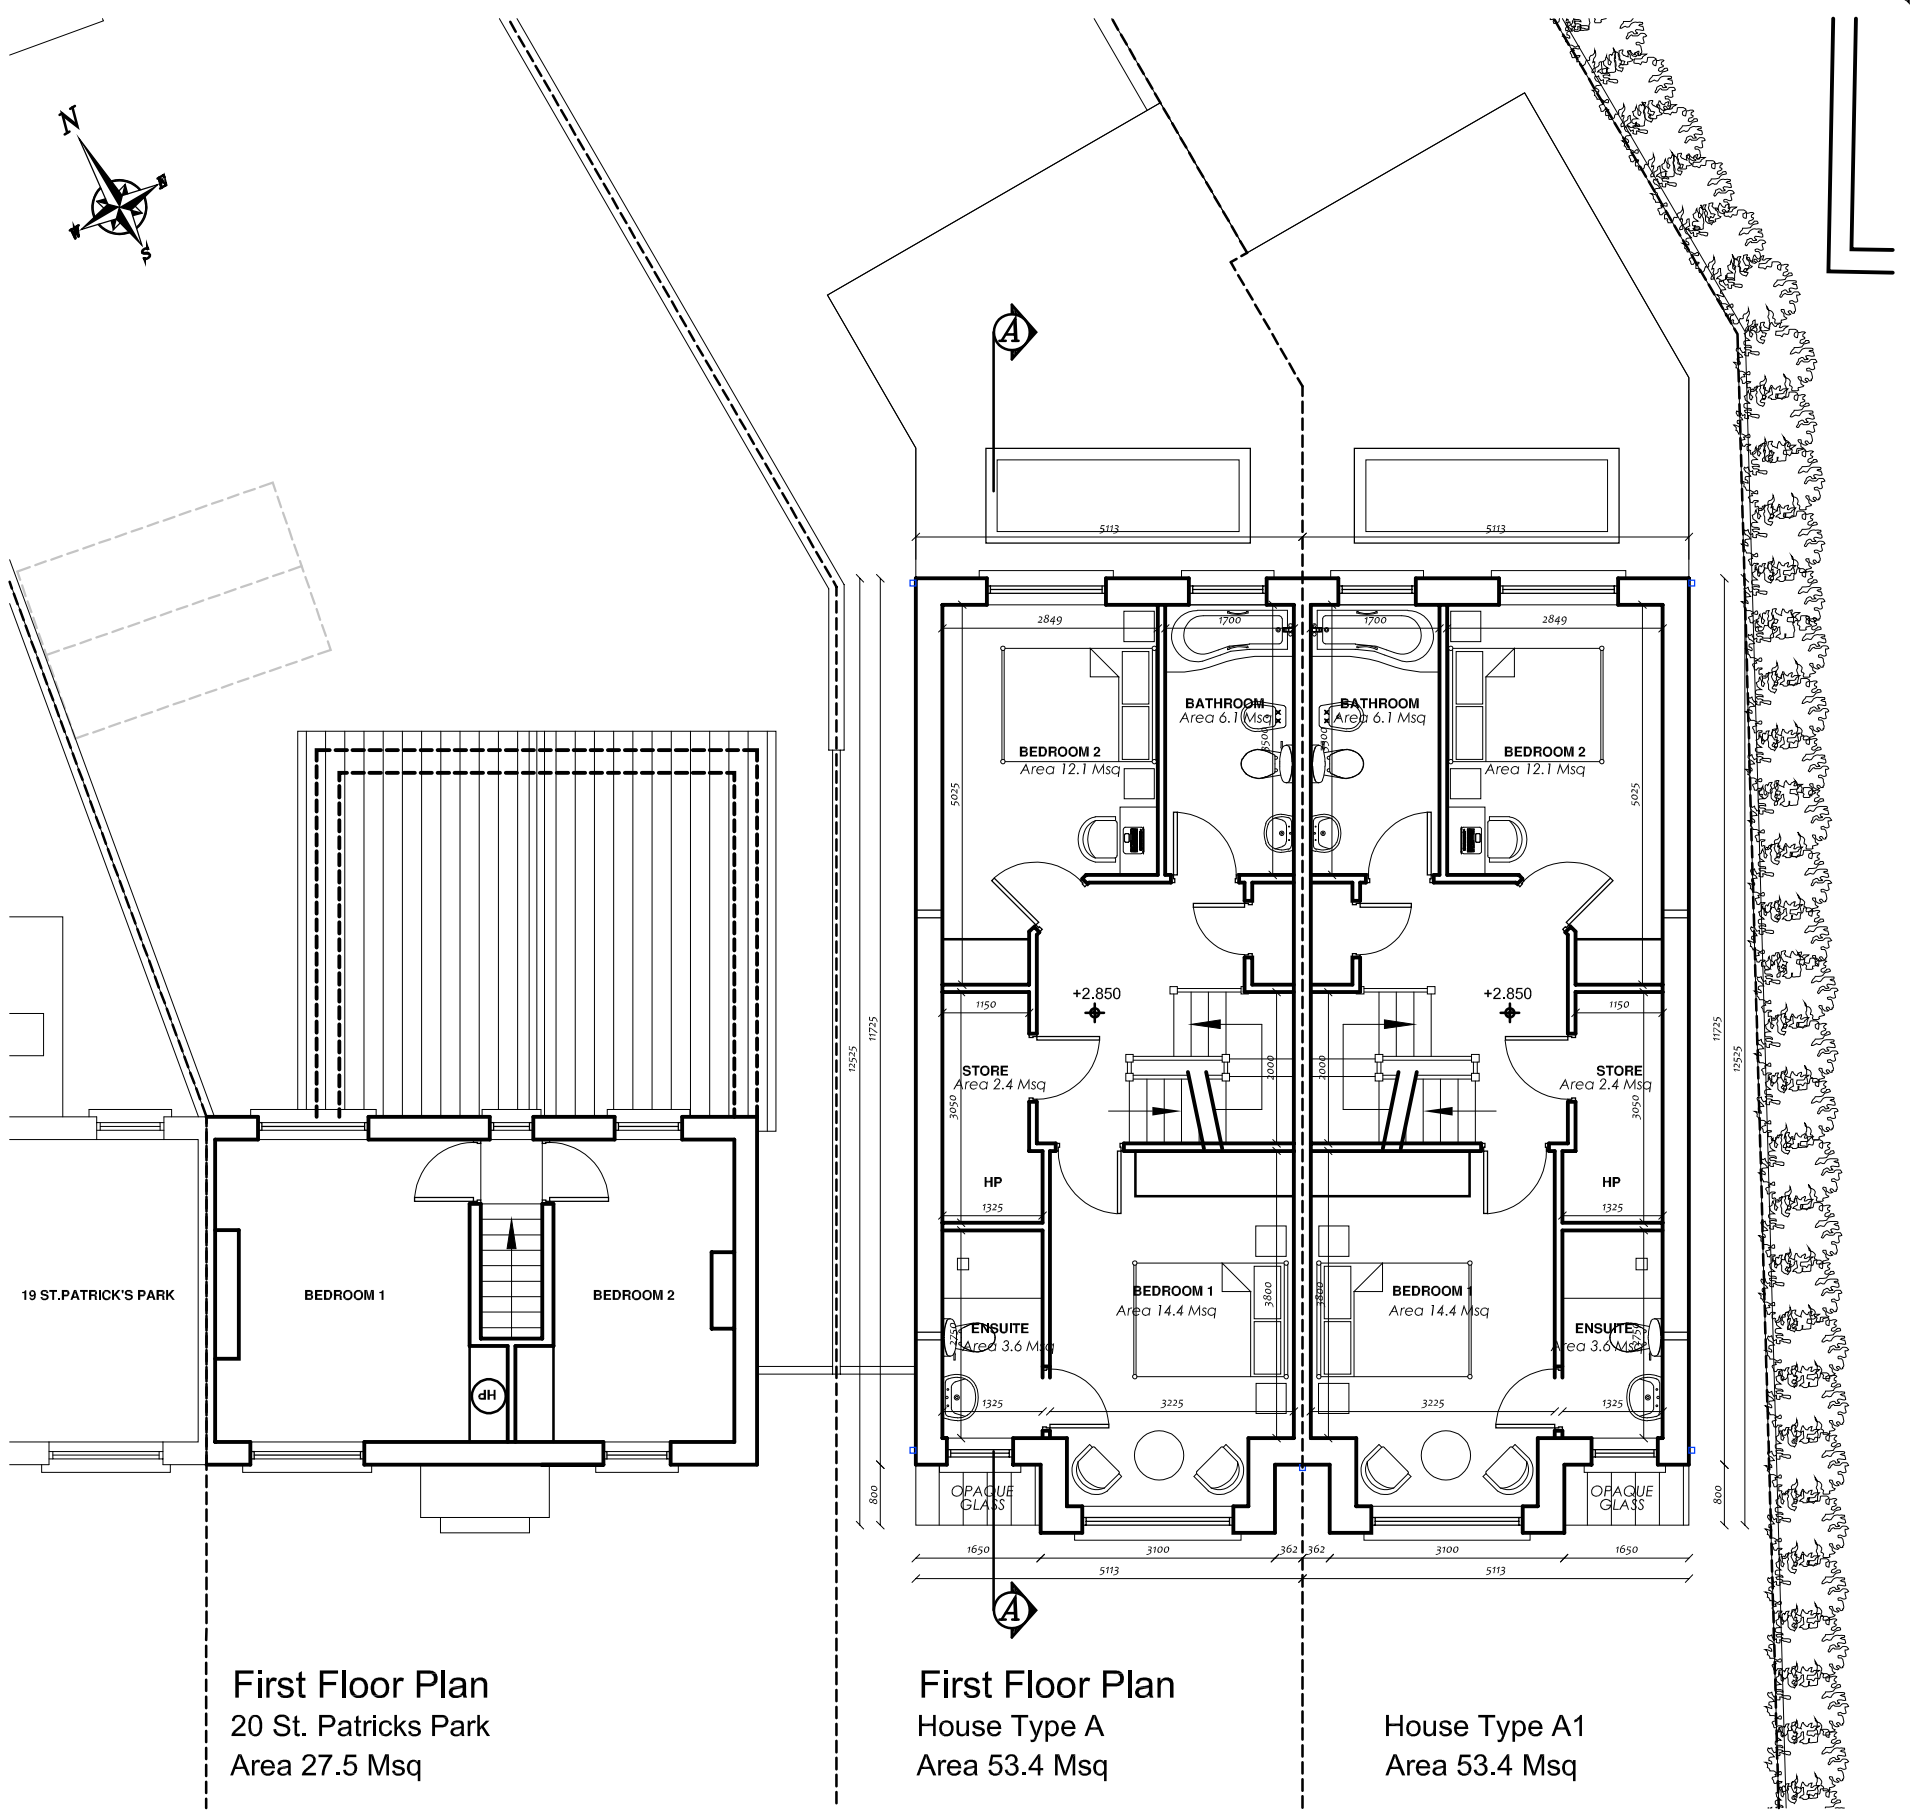 N
E
W
S
A
5113
5113
2849
1700
1700
2849
BATHROOM
Area 6.1 Msq
BATHROOM
Area 6.1 Msq
3500
3500
BEDROOM 2
Area 12.1 Msq
BEDROOM 2
Area 12.1 Msq
5025
5025
+2.850
+2.850
1150
1150
12525
11725
11725
12525
STORE
Area 2.4 Msq
STORE
Area 2.4 Msq
3050
2000
2000
3050
HP
HP
1325
1325
19 ST.PATRICK'S PARK
BEDROOM 1
BEDROOM 2
HP
BEDROOM 1
Area 14.4 Msq
BEDROOM 1
Area 14.4 Msq
3800
3800
ENSUITE
Area 3.6 Msq
ENSUITE
Area 3.6 Msq
2750
2750
1325
3225
3225
1325
OPAQUE
GLASS
OPAQUE
GLASS
800
800
1650
3100
362
362
3100
1650
5113
5113
A
First Floor Plan
20 St. Patricks Park
Area 27.5 Msq
First Floor Plan
House Type A
Area 53.4 Msq
House Type A1
Area 53.4 Msq